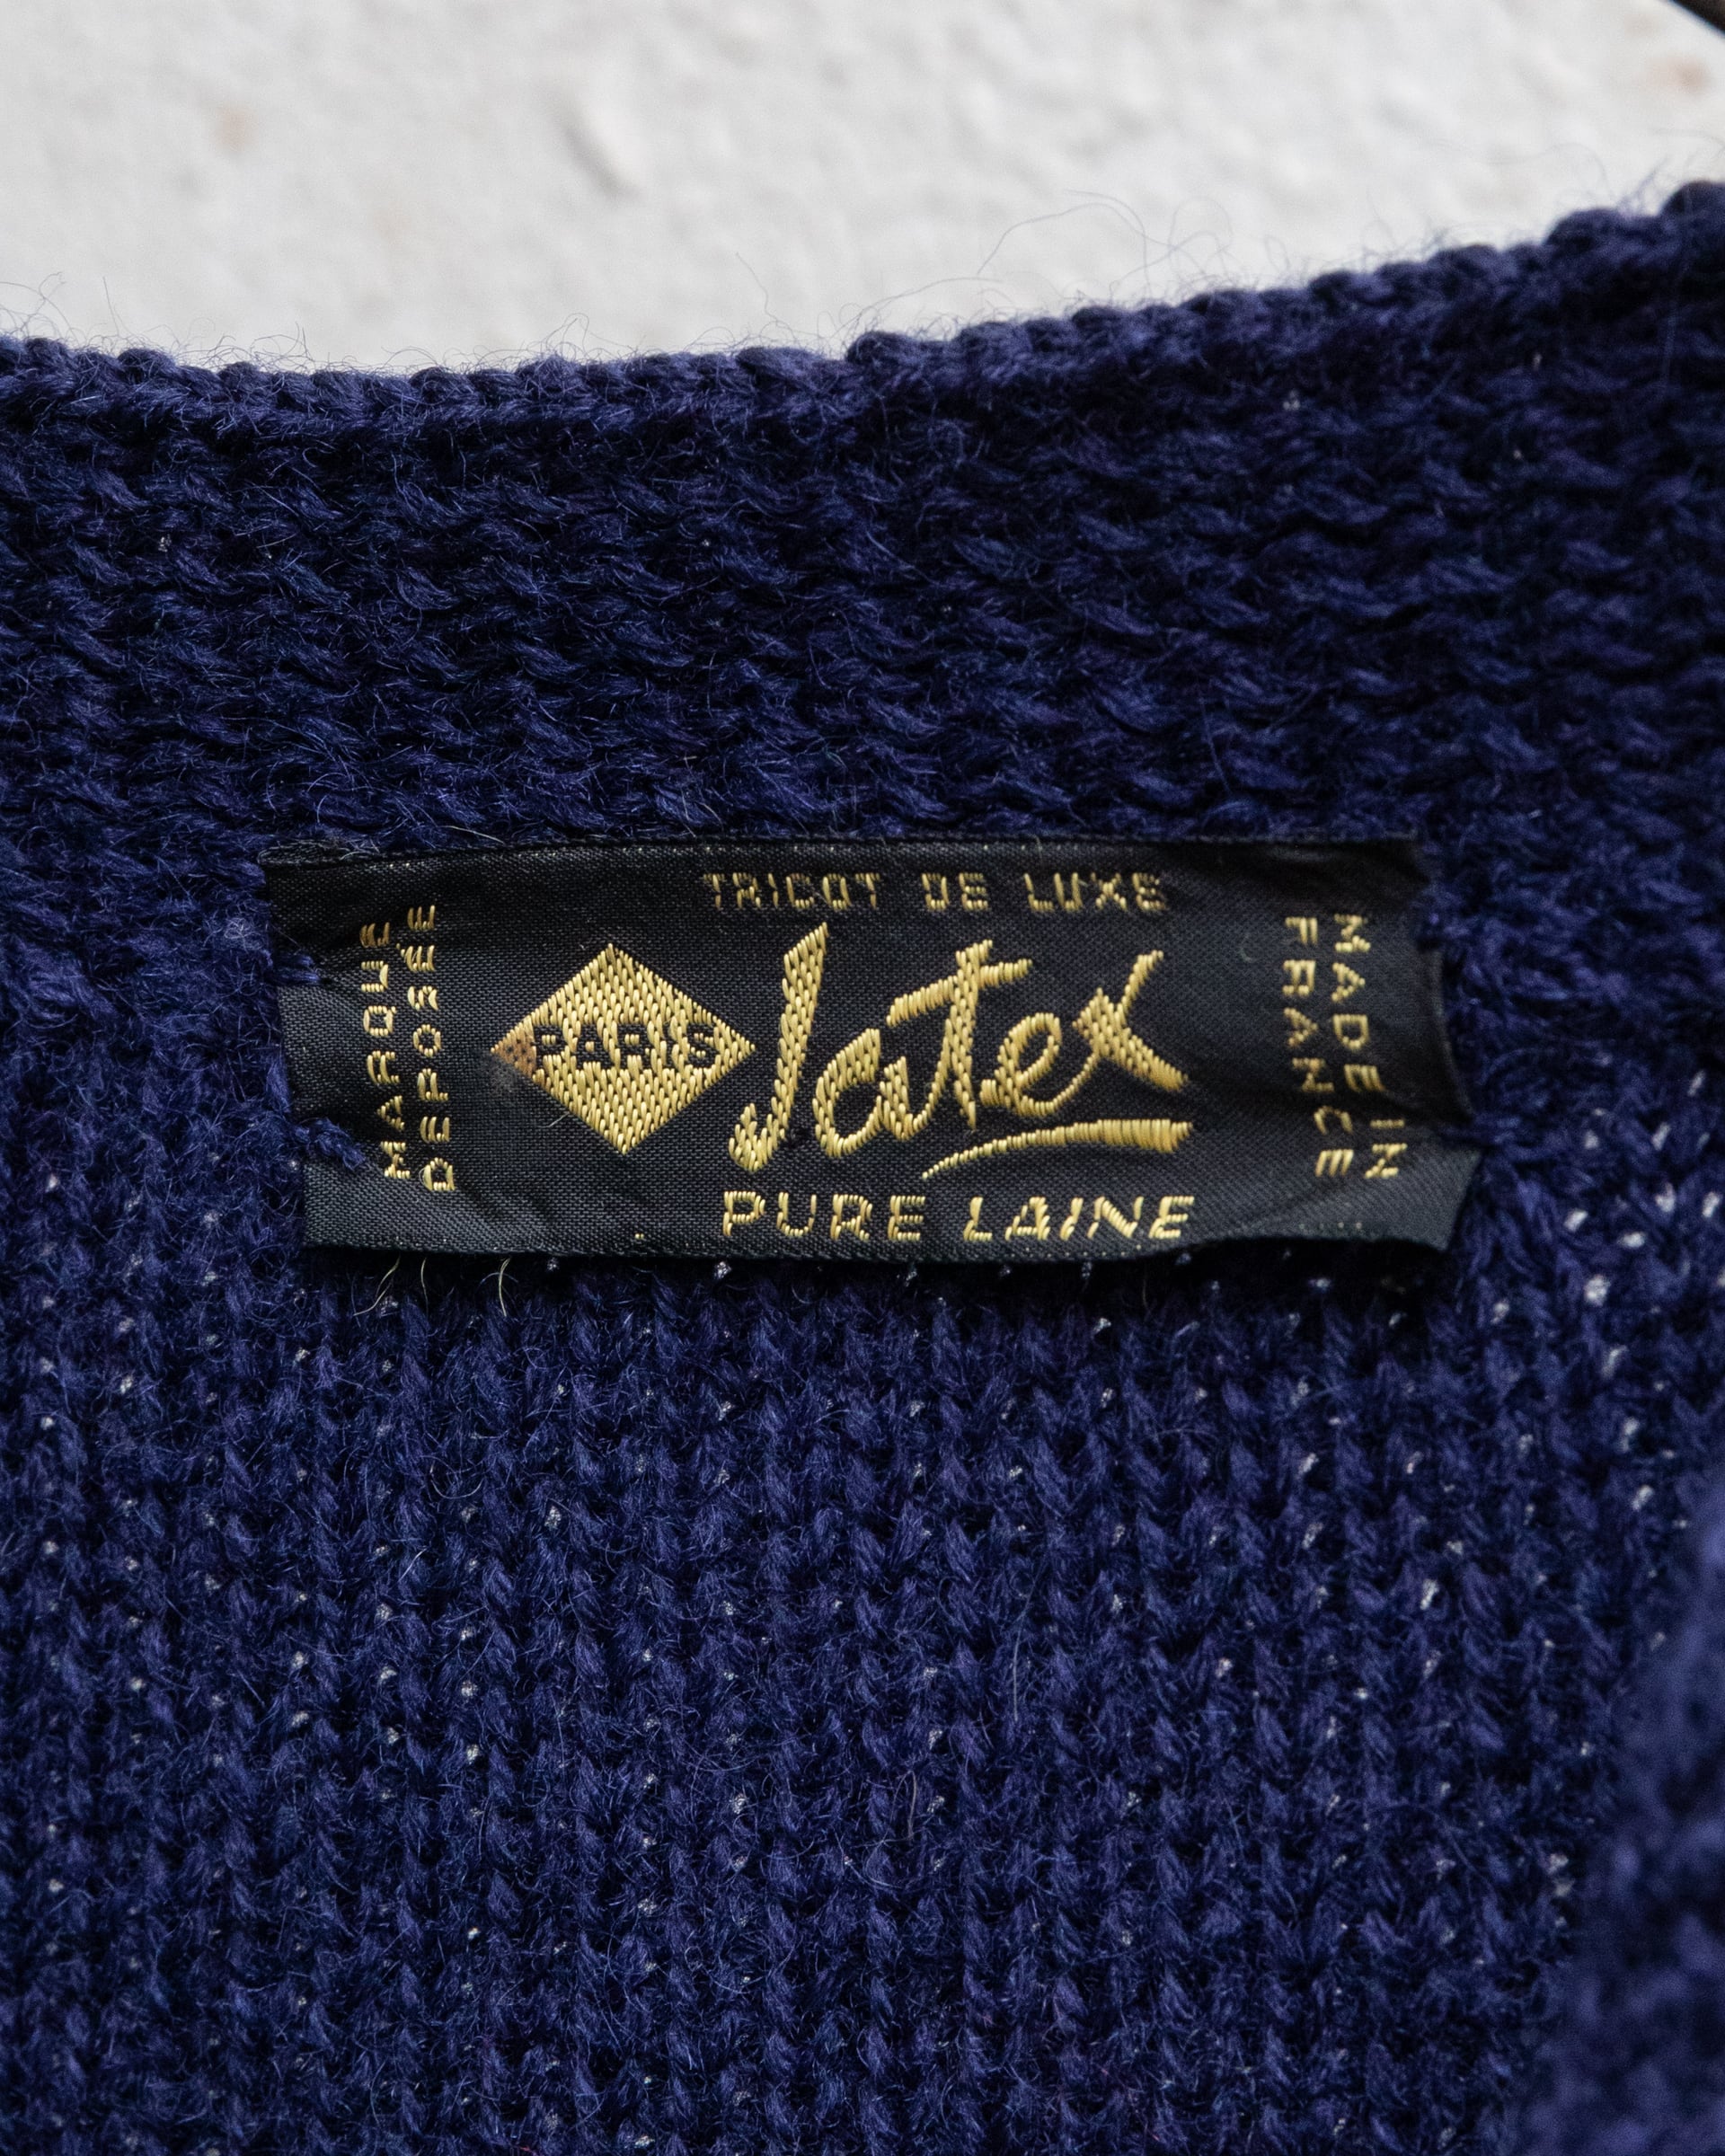 MARQUE
DEPOSÉE
TRICOT DE LUXE
PARIS
Jatex
PURE LAINE
MADE IN
FRANCE